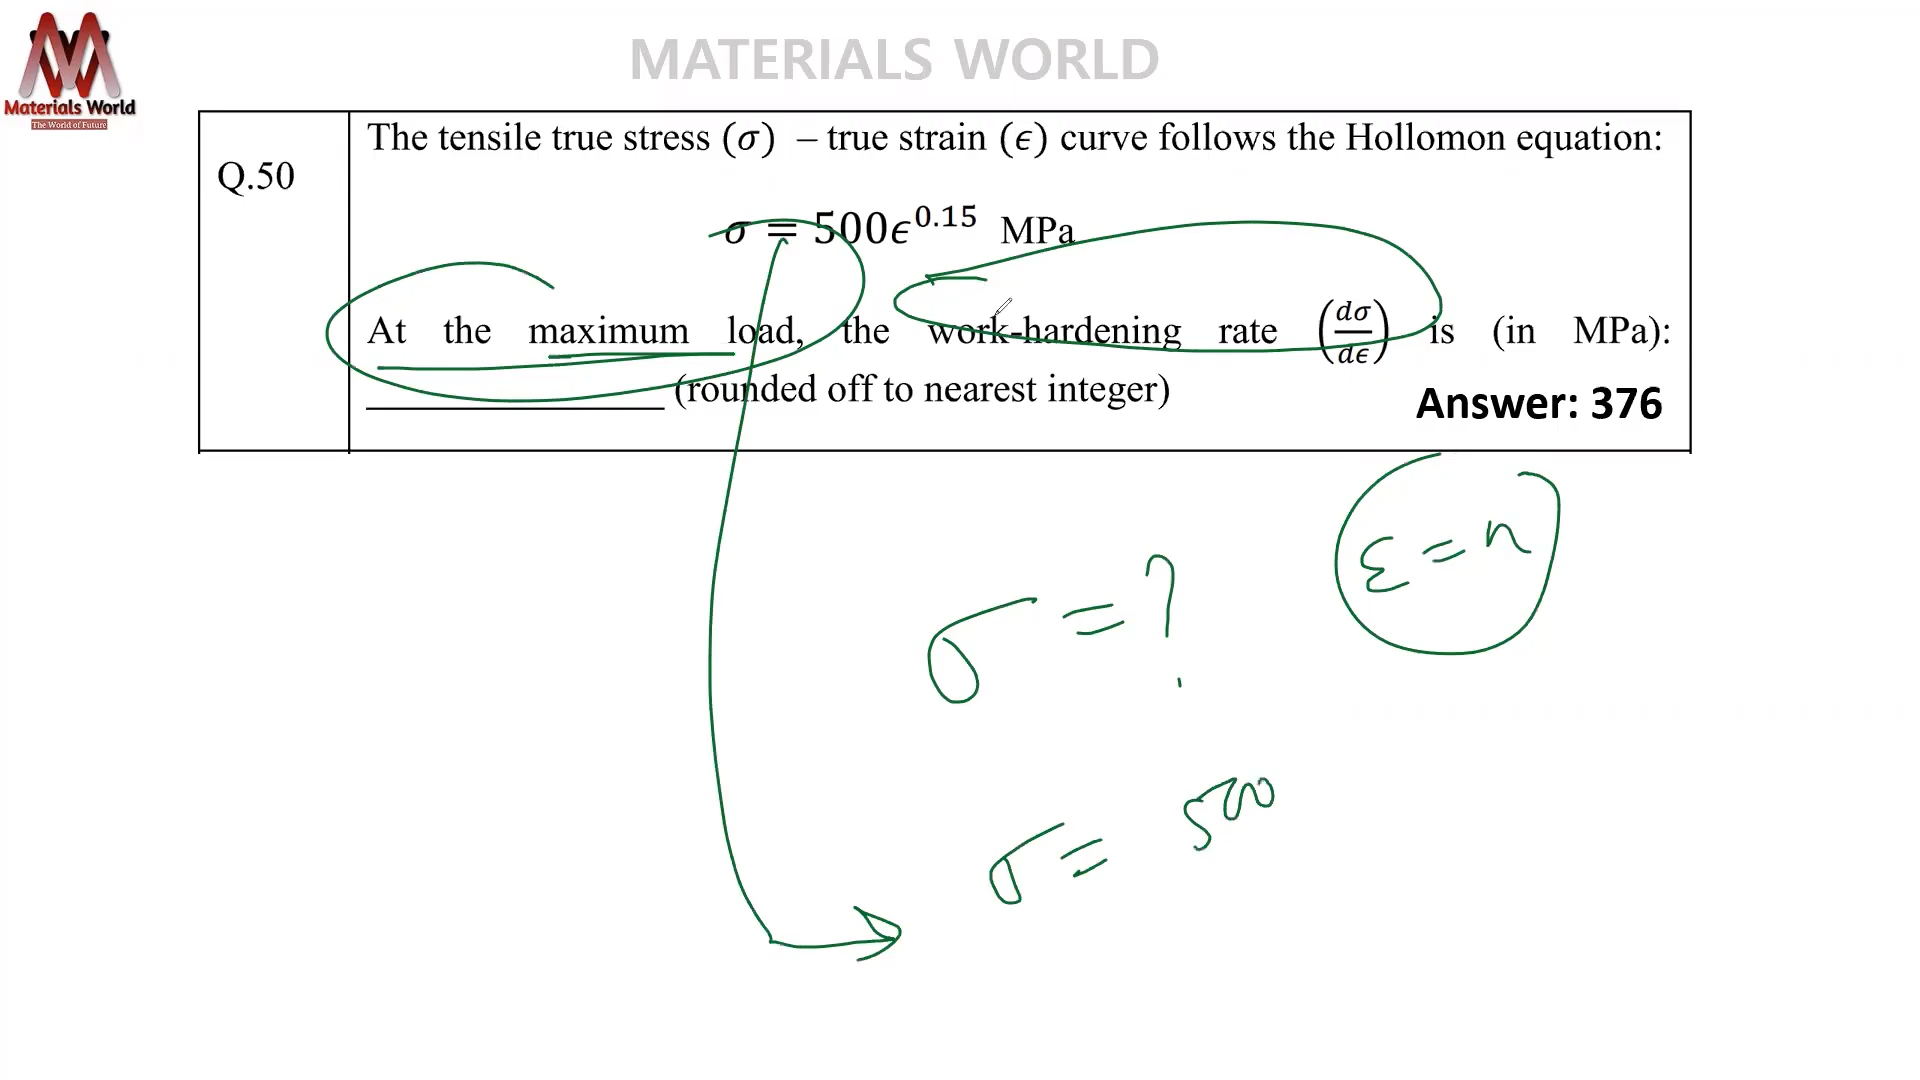 MATERIALS WORLD
Materials World
The World of Future
Q.50
The tensile true stress (σ) – true strain (ϵ) curve follows the Hollomon equation:
σ = 500ϵ^0.15 MPa
At the maximum load, the work-hardening rate (dσ/dϵ) is (in MPa):
____________ (rounded off to nearest integer)
Answer: 376
ε = n
σ = ?
σ = 500